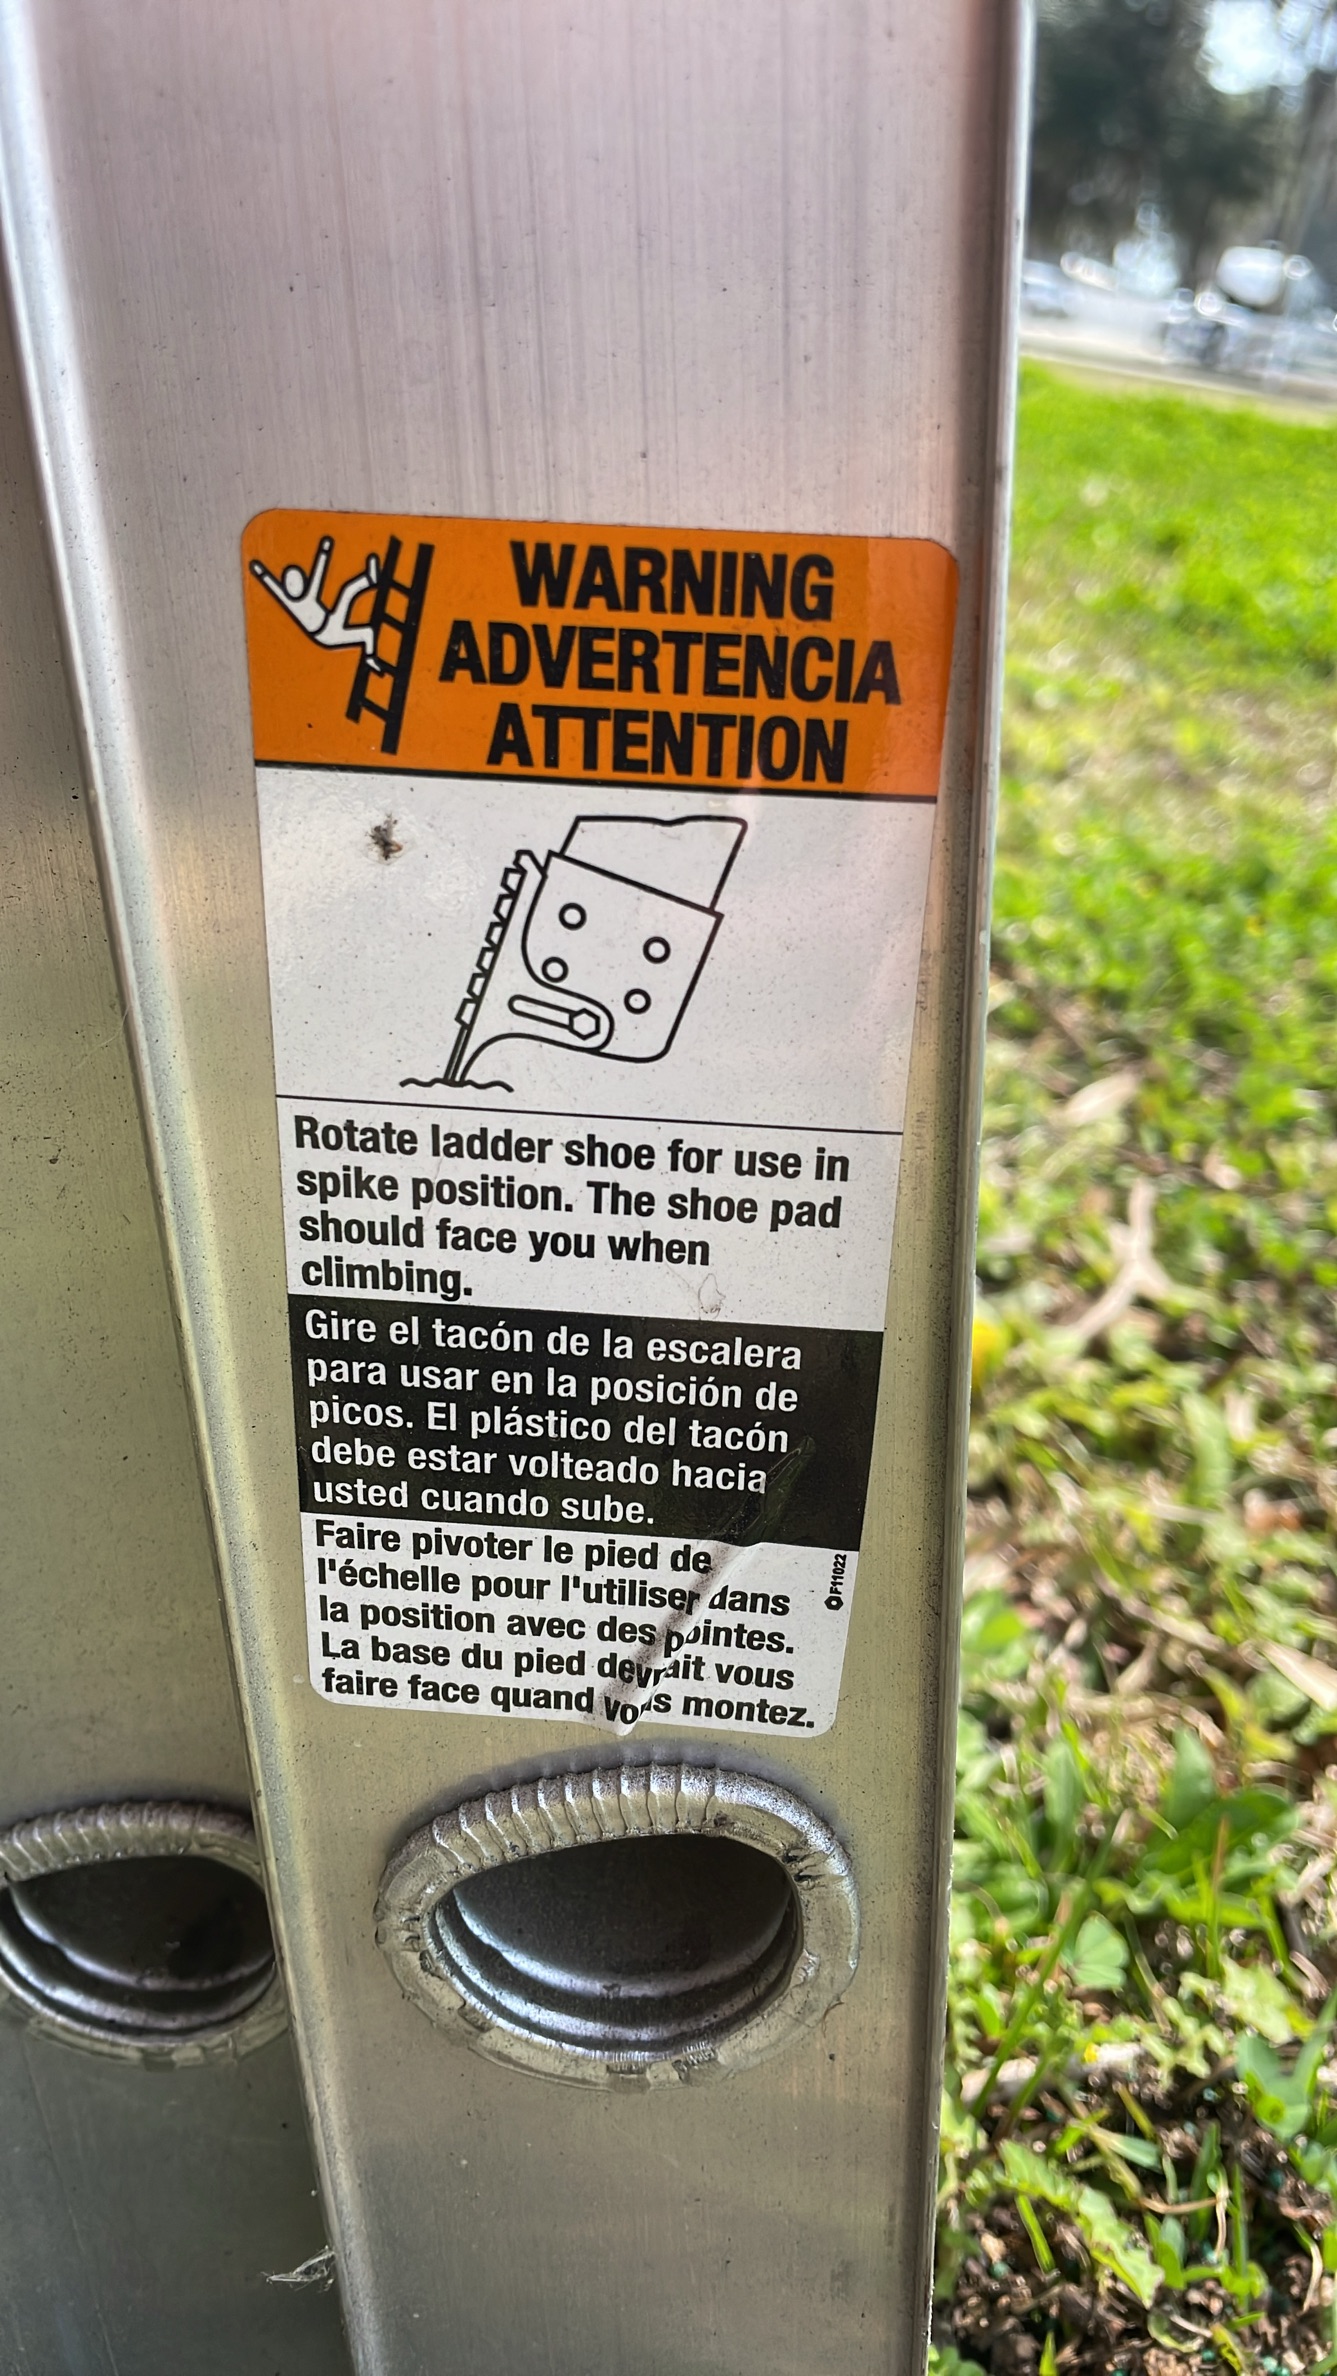 WARNING
ADVERTENCIA
ATTENTION
Rotate ladder shoe for use in
spike position. The shoe pad
should face you when
climbing.
Gire el tacón de la escalera
para usar en la posición de
picos. El plástico del tacón
debe estar volteado hacia
usted cuando sube.
Faire pivoter le pied de
l'échelle pour l'utiliser dans
la position avec des pointes.
La base du pied devrait vous
faire face quand vous montez.
F11022